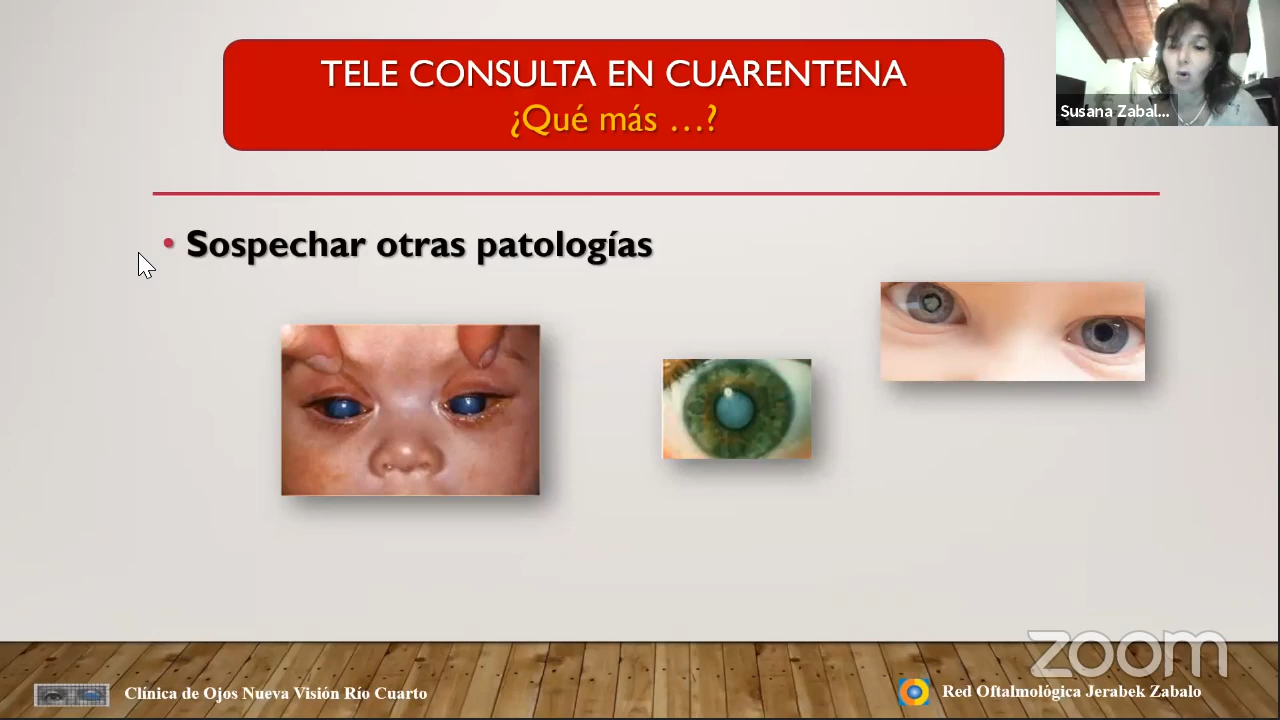 TELE CONSULTA EN CUARENTENA
¿Qué más ...?
Susana Zabal...
• Sospechar otras patologías
zoom
Clínica de Ojos Nueva Visión Río Cuarto
Red Oftalmológica Jerabek Zabalo